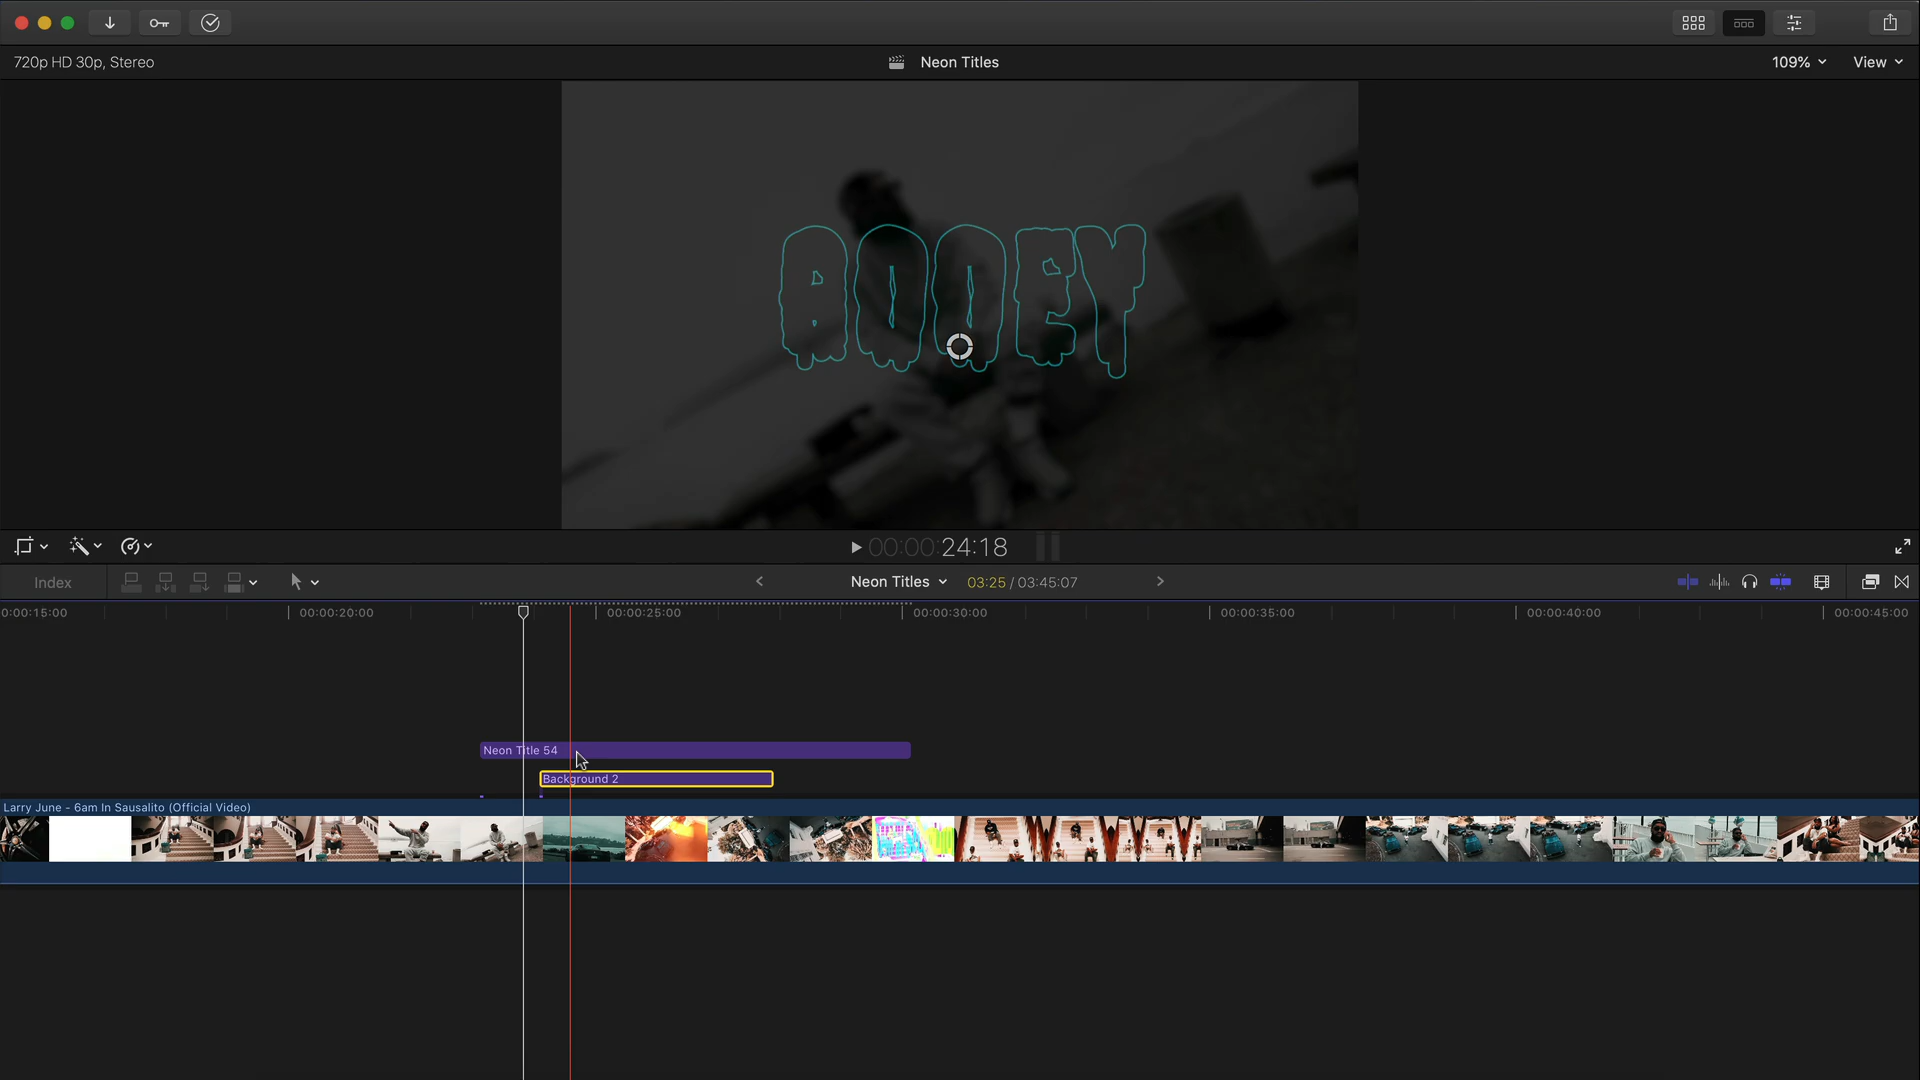 720p HD 30p, Stereo
Neon Titles
109%
View
BOOEY
00:00:24:18
Index
Neon Titles
03:25 / 03:45:07
0:00:15:00
00:00:20:00
00:00:25:00
00:00:30:00
00:00:35:00
00:00:40:00
00:00:45:00
Neon Title 54
Background 2
Larry June - 6am In Sausalito (Official Video)